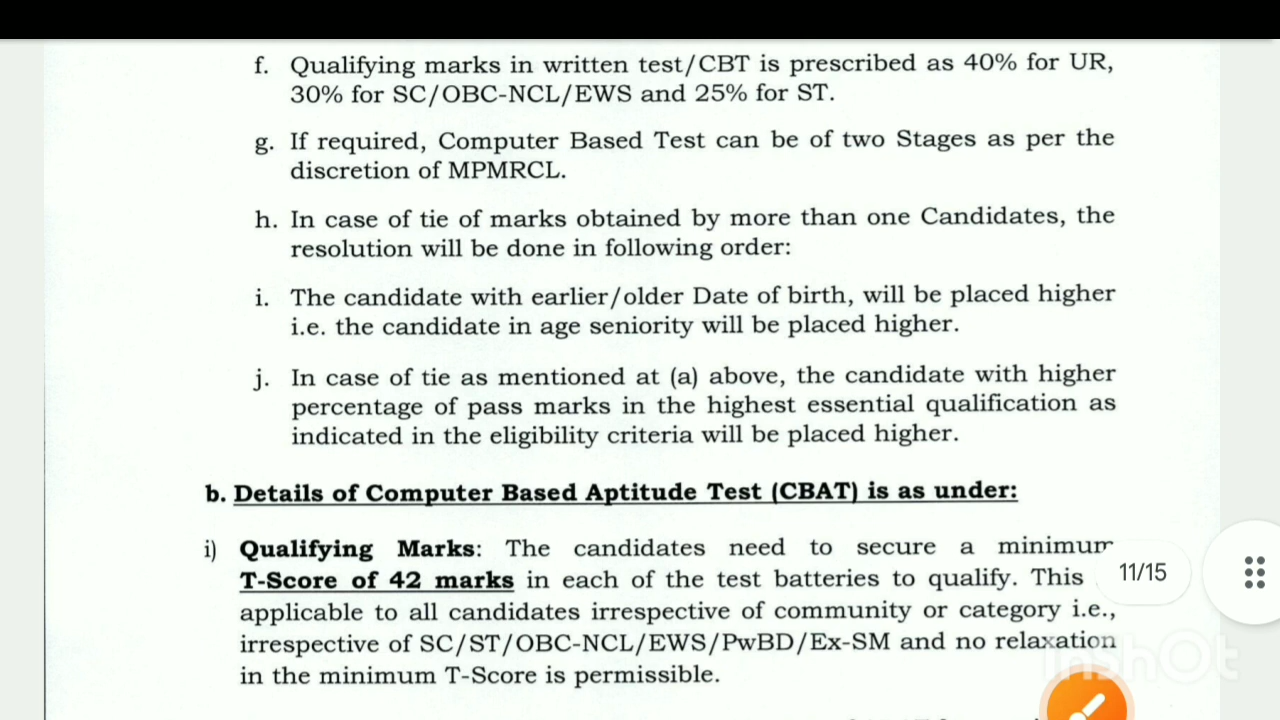 f. Qualifying marks in written test/CBT is prescribed as 40% for UR,
30% for SC/OBC-NCL/EWS and 25% for ST.
g. If required, Computer Based Test can be of two Stages as per the
discretion of MPMRCL.
h. In case of tie of marks obtained by more than one Candidates, the
resolution will be done in following order:
i. The candidate with earlier/older Date of birth, will be placed higher
i.e. the candidate in age seniority will be placed higher.
j. In case of tie as mentioned at (a) above, the candidate with higher
percentage of pass marks in the highest essential qualification as
indicated in the eligibility criteria will be placed higher.
b. Details of Computer Based Aptitude Test (CBAT) is as under:
i) Qualifying Marks: The candidates need to secure a minimum
T-Score of 42 marks in each of the test batteries to qualify. This
11/15
applicable to all candidates irrespective of community or category i.e.,
irrespective of SC/ST/OBC-NCL/EWS/PwBD/Ex-SM and no relaxation
inshOt
in the minimum T-Score is permissible.